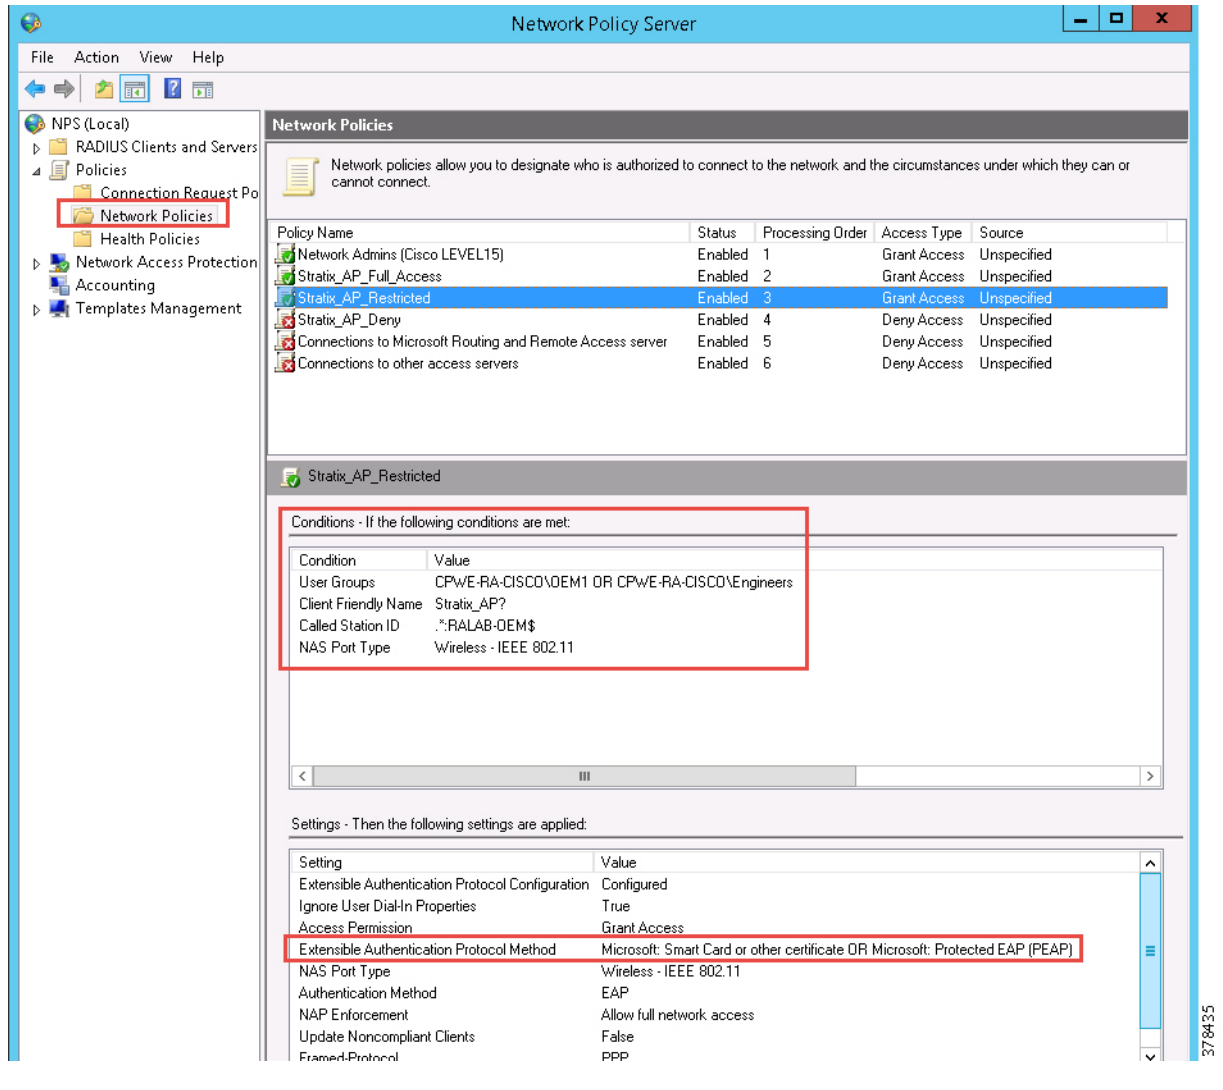 Network Policy Server
File Action View Help
NPS (Local)
RADIUS Clients and Servers
Policies
Connection Request Po
Network Policies
Health Policies
Network Access Protection
Accounting
Templates Management
Network Policies
Network policies allow you to designate who is authorized to connect to the network and the circumstances under which they can or
cannot connect.
Policy Name Status Processing Order Access Type Source
Network Admins (Cisco LEVEL15) Enabled 1 Grant Access Unspecified
Stratix_AP_Full_Access Enabled 2 Grant Access Unspecified
Stratix_AP_Restricted Enabled 3 Grant Access Unspecified
Stratix_AP_Deny Enabled 4 Deny Access Unspecified
Connections to Microsoft Routing and Remote Access server Enabled 5 Deny Access Unspecified
Connections to other access servers Enabled 6 Deny Access Unspecified
Stratix_AP_Restricted
Conditions - If the following conditions are met:
Condition Value
User Groups CPWE-RA-CISCO\OEM1 OR CPWE-RA-CISCO\Engineers
Client Friendly Name Stratix_AP?
Called Station ID .*:RALAB-OEM$
NAS Port Type Wireless - IEEE 802.11
Settings - Then the following settings are applied:
Setting Value
Extensible Authentication Protocol Configuration Configured
Ignore User Dial-In Properties True
Access Permission Grant Access
Extensible Authentication Protocol Method Microsoft: Smart Card or other certificate OR Microsoft: Protected EAP (PEAP)
NAS Port Type Wireless - IEEE 802.11
Authentication Method EAP
NAP Enforcement Allow full network access
Update Noncompliant Clients False
Framed-Protocol PPP
378435